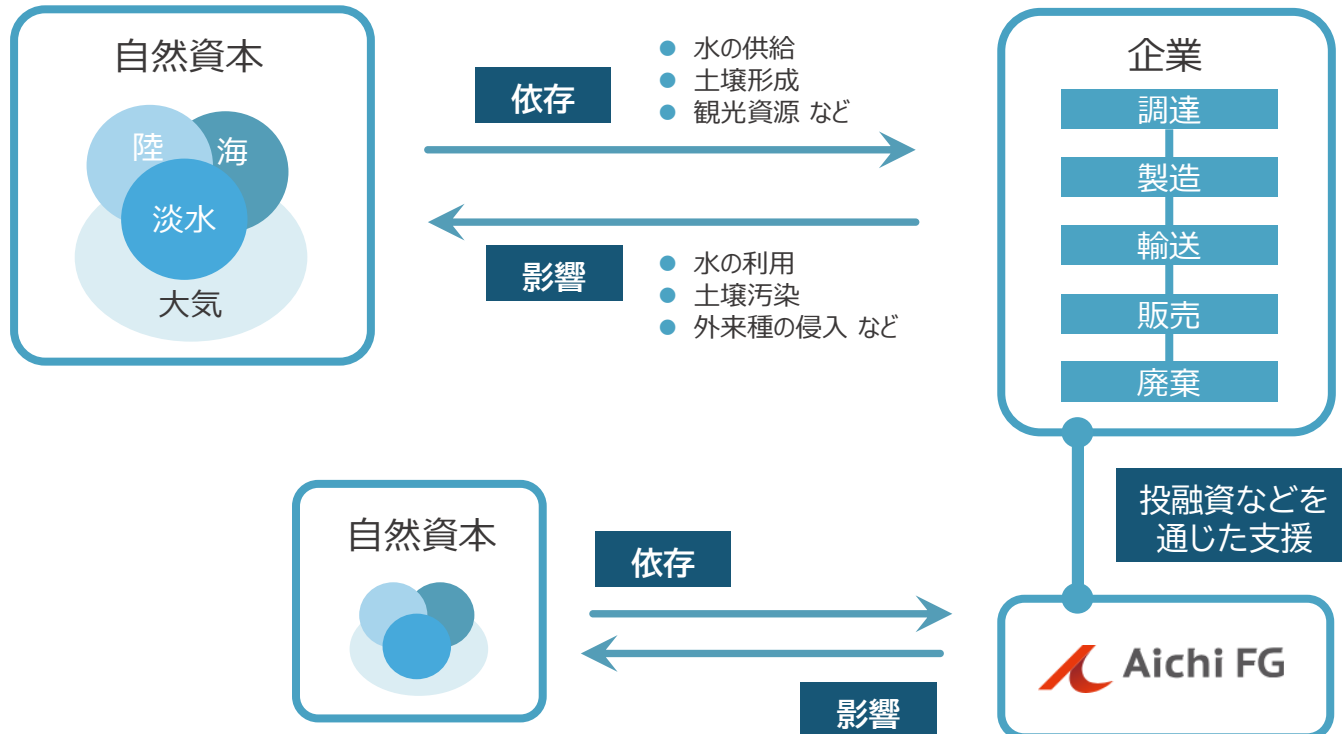 自然資本
陸
海
淡水
大気
依存
水の供給
土壌形成
観光資源 など
影響
水の利用
土壌汚染
外来種の侵入 など
企業
調達
製造
輸送
販売
廃棄
投融資などを
通じた支援
自然資本
依存
影響
Aichi FG